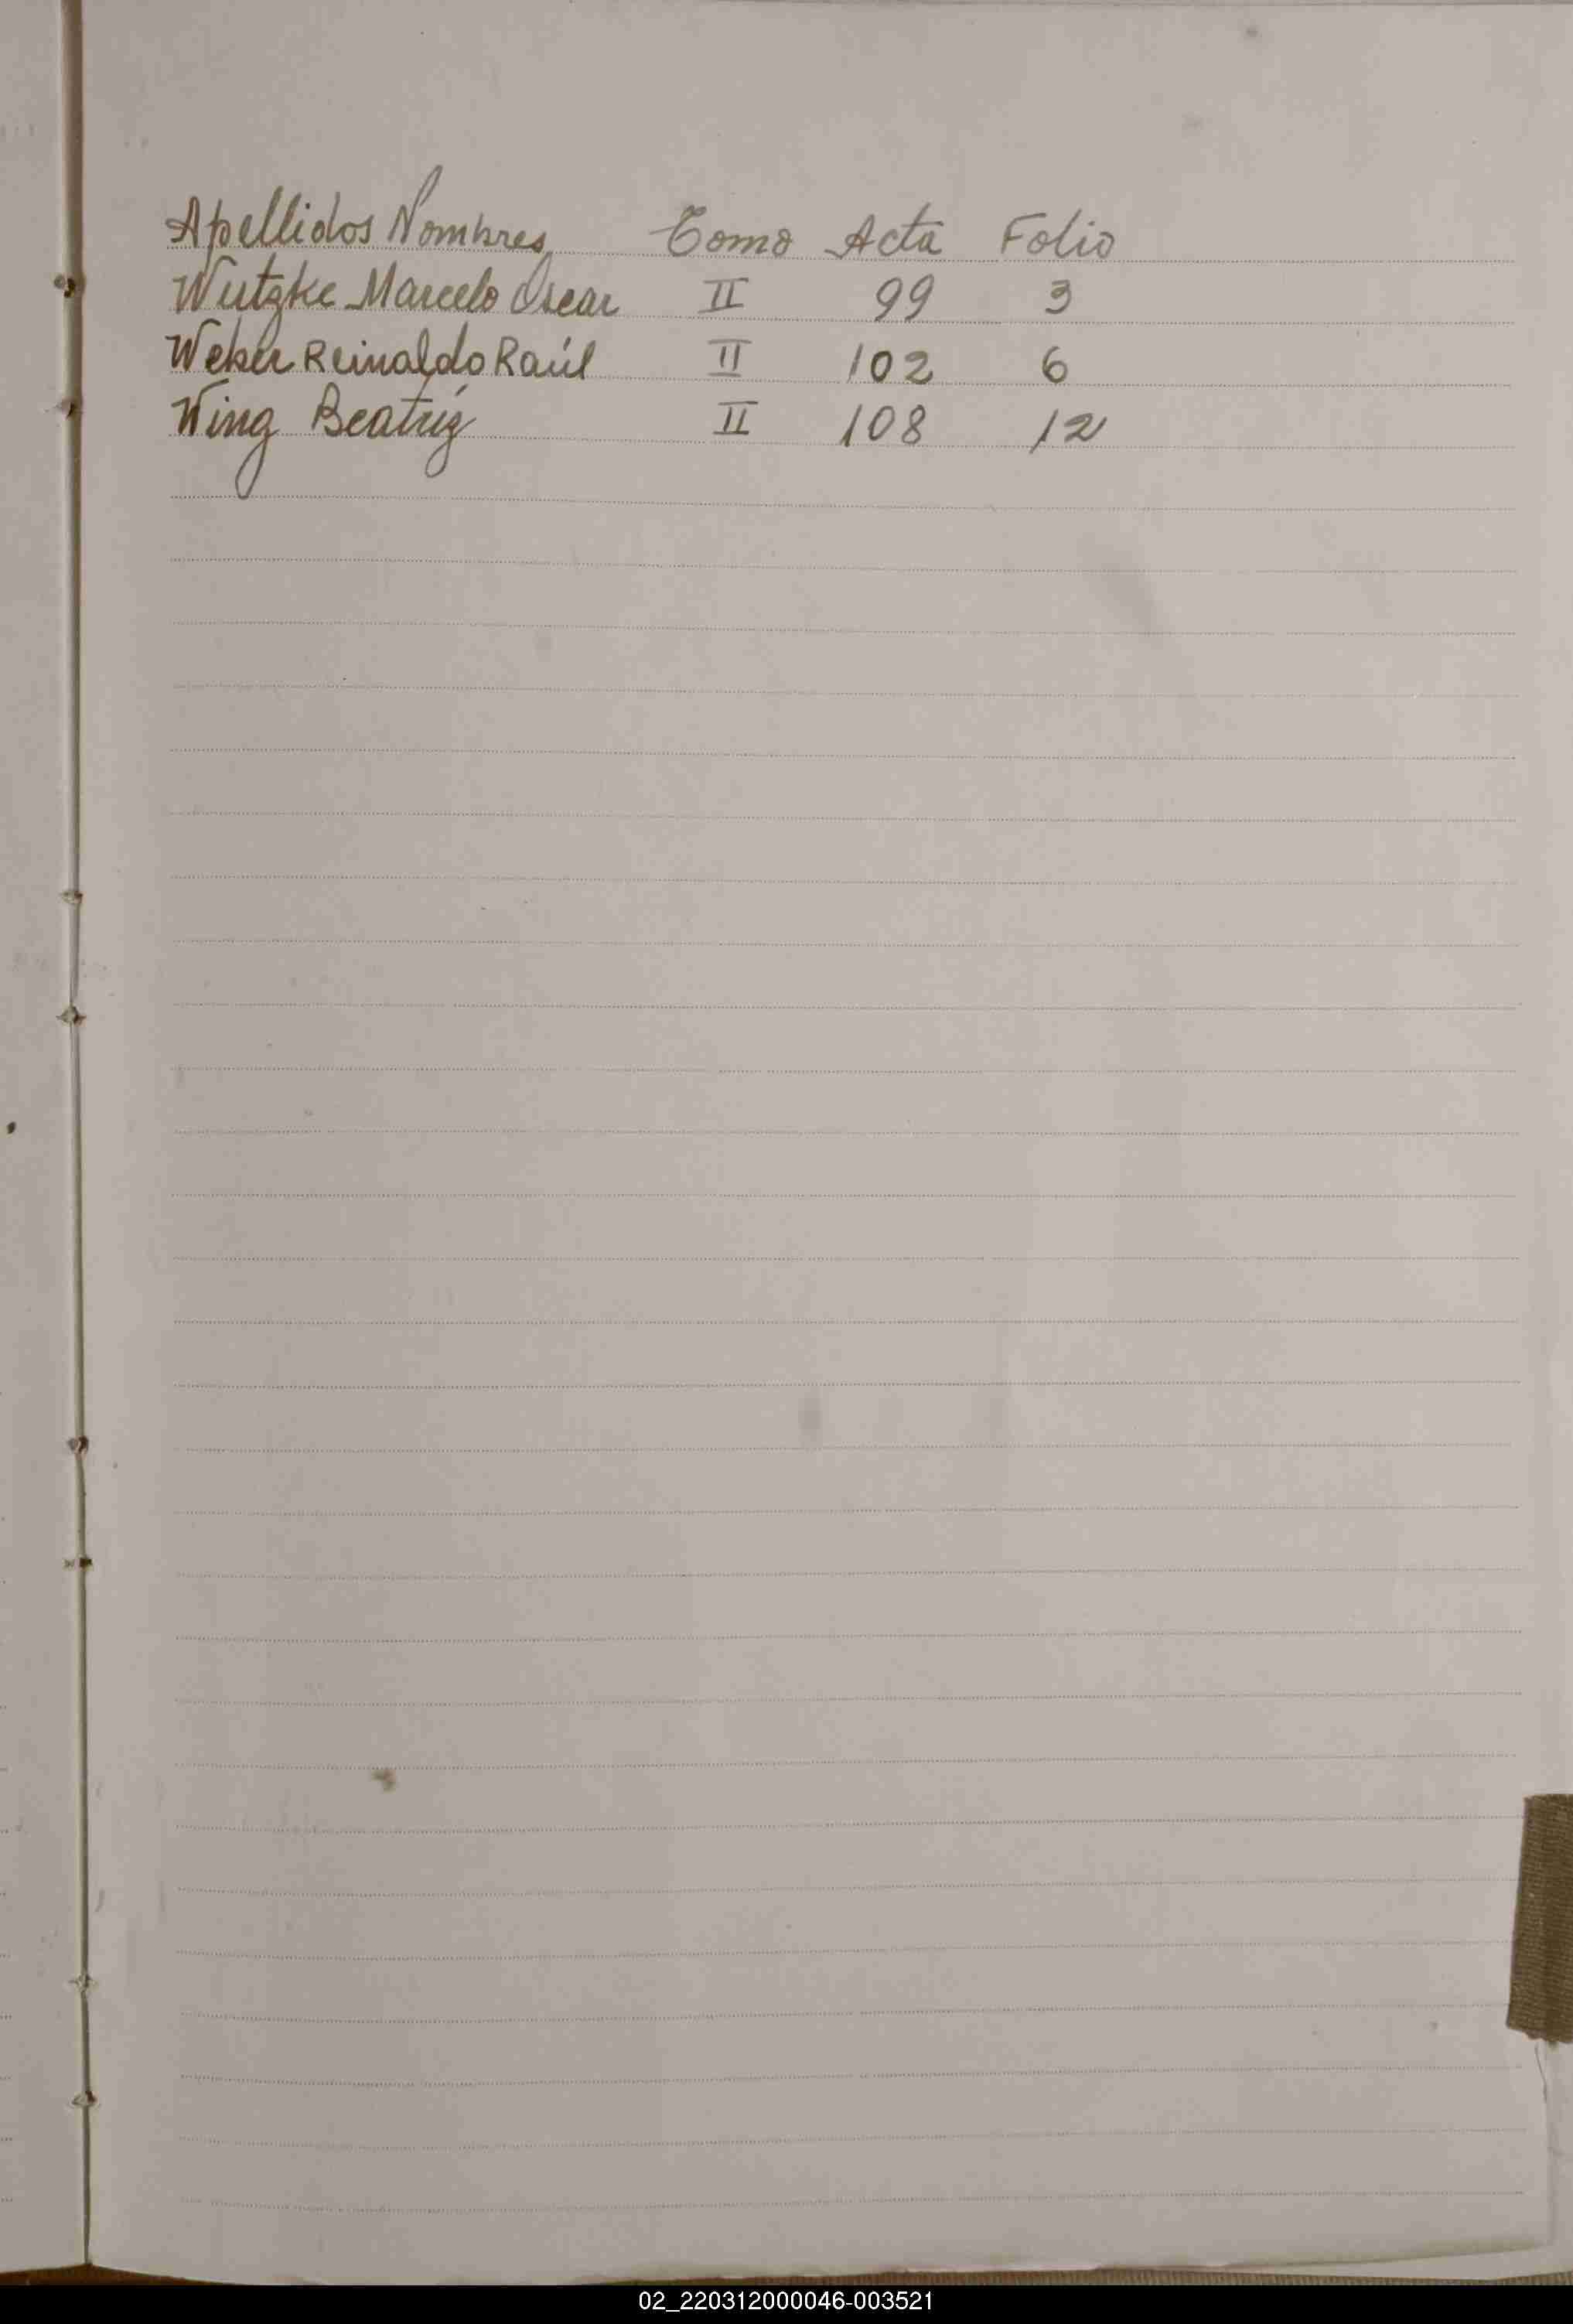 Apellidos Nombres Tomo Acta Folio
Wutzke Marcelo Oscar II 99 3
Weber Reinaldo Raúl II 102 6
Wing Beatriz II 108 12
02_220312000046-003521